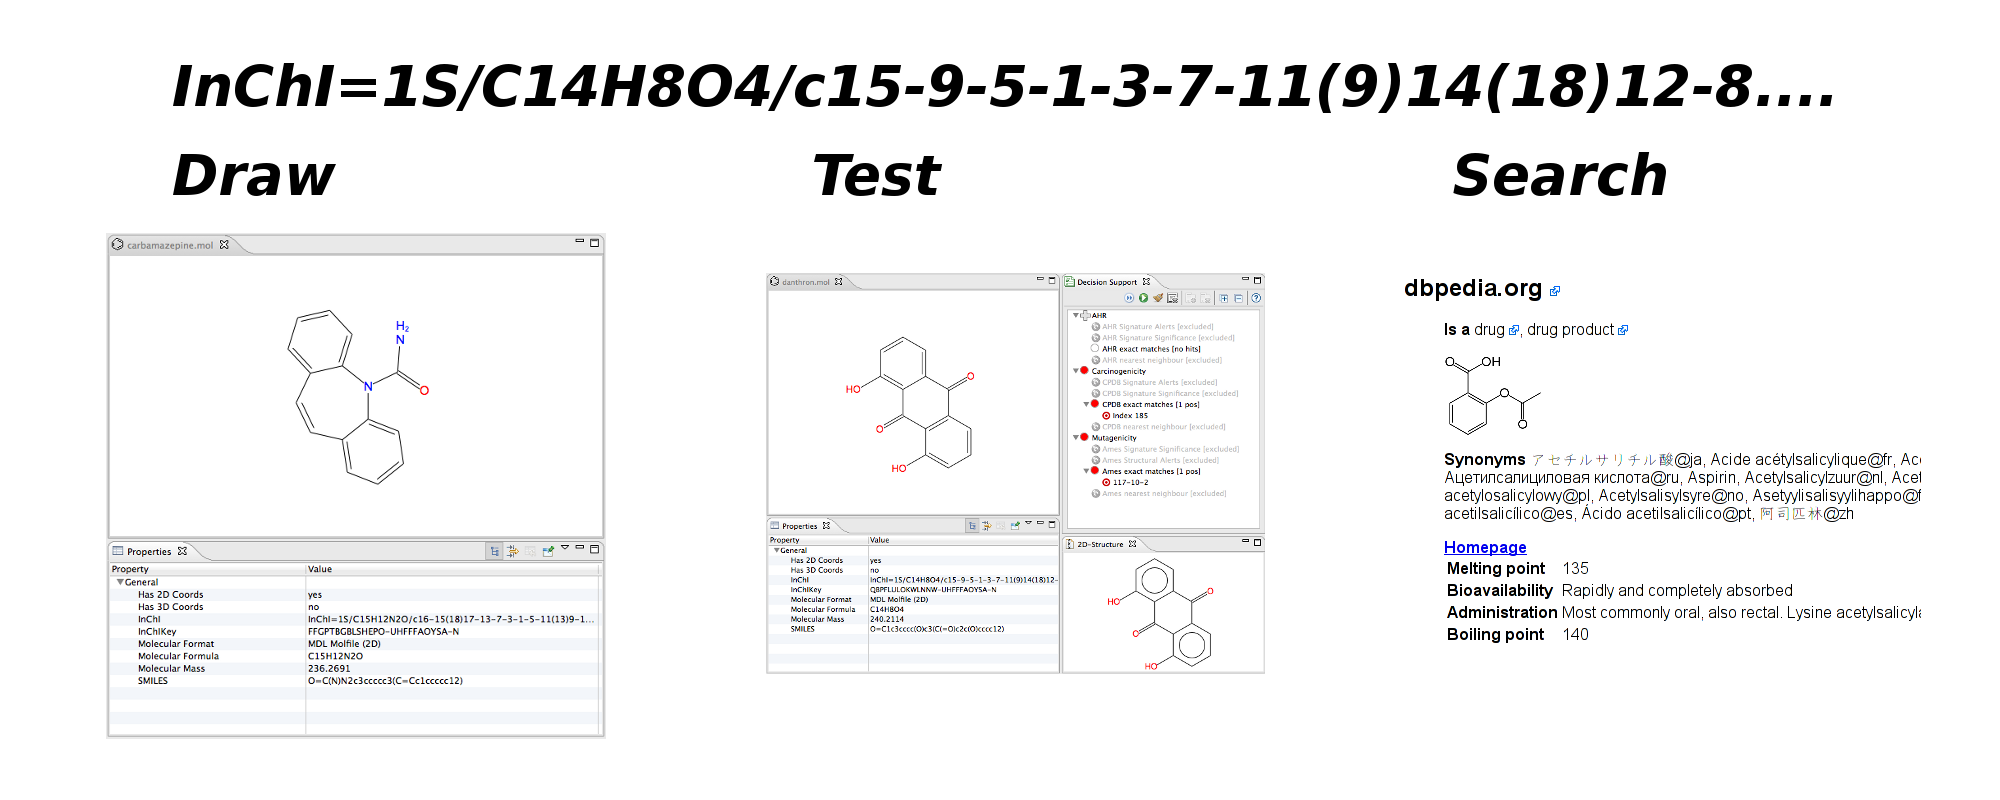 InChI=1S/C14H8O4/c15-9-5-1-3-7-11(9)14(18)12-8....
Draw
Test
Search
carbamazepine.mol
H2
N
N
O
Properties
Property Value
General
Has 2D Coords yes
Has 3D Coords no
InChI InChI=1S/C15H12N2O/c16-15(18)17-13-7-3-1-5-11(13)9-1...
InChIKey FFGPTBGBLSHEPO-UHFFFAOYSA-N
Molecular Format MDL Molfile (2D)
Molecular Formula C15H12N2O
Molecular Mass 236.2691
SMILES O=C(N)N2c3ccccc3(C=Cc1ccccc12)
danthron.mol
HO
O
O
HO
Properties
Property Value
General
Has 2D Coords yes
Has 3D Coords no
InChI InChI=1S/C14H8O4/c15-9-5-1-3-7-11(9)14(18)12-
InChIKey QBPFLULOKWLNNW-UHFFFAOYSA-N
Molecular Format MDL Molfile (2D)
Molecular Formula C14H8O4
Molecular Mass 240.2114
SMILES O=C1c3cccc(O)c3(C(=O)c2c(O)cccc12)
Decision Support
AHR
AHR Signature Alerts [excluded]
AHR Signature Significance [excluded]
AHR exact matches [no hits]
AHR nearest neighbour [excluded]
Carcinogenicity
CPDB Signature Alerts [excluded]
CPDB Signature Significance [excluded]
CPDB exact matches [1 pos]
Index 185
CPDB nearest neighbour [excluded]
Mutagenicity
Ames Signature Significance [excluded]
Ames Structural Alerts [excluded]
Ames exact matches [1 pos]
117-10-2
Ames nearest neighbour [excluded]
2D-Structure
HO
O
O
HO
dbpedia.org
Is a drug, drug product
O OH
O
O
Synonyms アセチルサリチル酸@ja, Acide acétylsalicylique@fr, Ac
Ацетилсалициловая кислота@ru, Aspirin, Acetylsalicylzuur@nl, Acet
acetylosalicylowy@pl, Acetylsalisylsyre@no, Asetyylisalisyylihappo@f
acetilsalicílico@es, Ácido acetilsalicílico@pt, 阿司匹林@zh
Homepage
Melting point 135
Bioavailability Rapidly and completely absorbed
Administration Most commonly oral, also rectal. Lysine acetylsalicyla
Boiling point 140